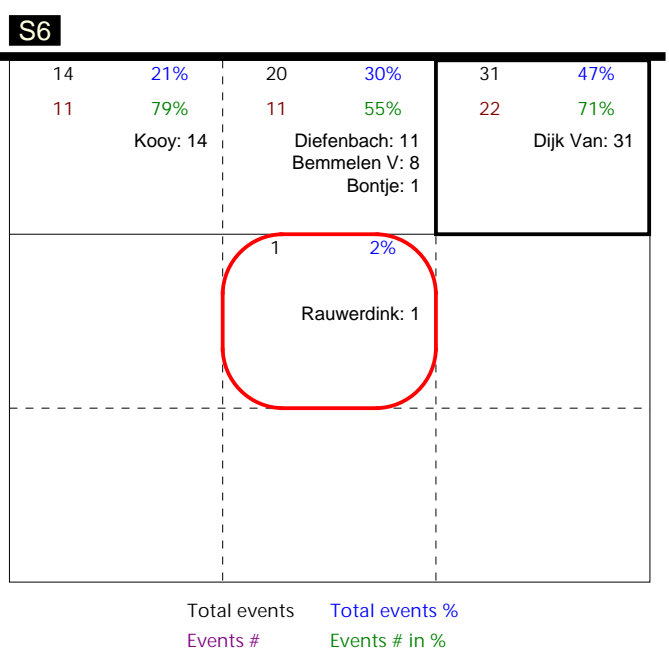 S6
14 21% 20 30% 31 47%
11 79% 11 55% 22 71%
Kooy: 14 Diefenbach: 11 Dijk Van: 31
Bemmelen V: 8
Bontje: 1
1 2%
Rauwerdink: 1
Total events Total events %
Events # Events # in %